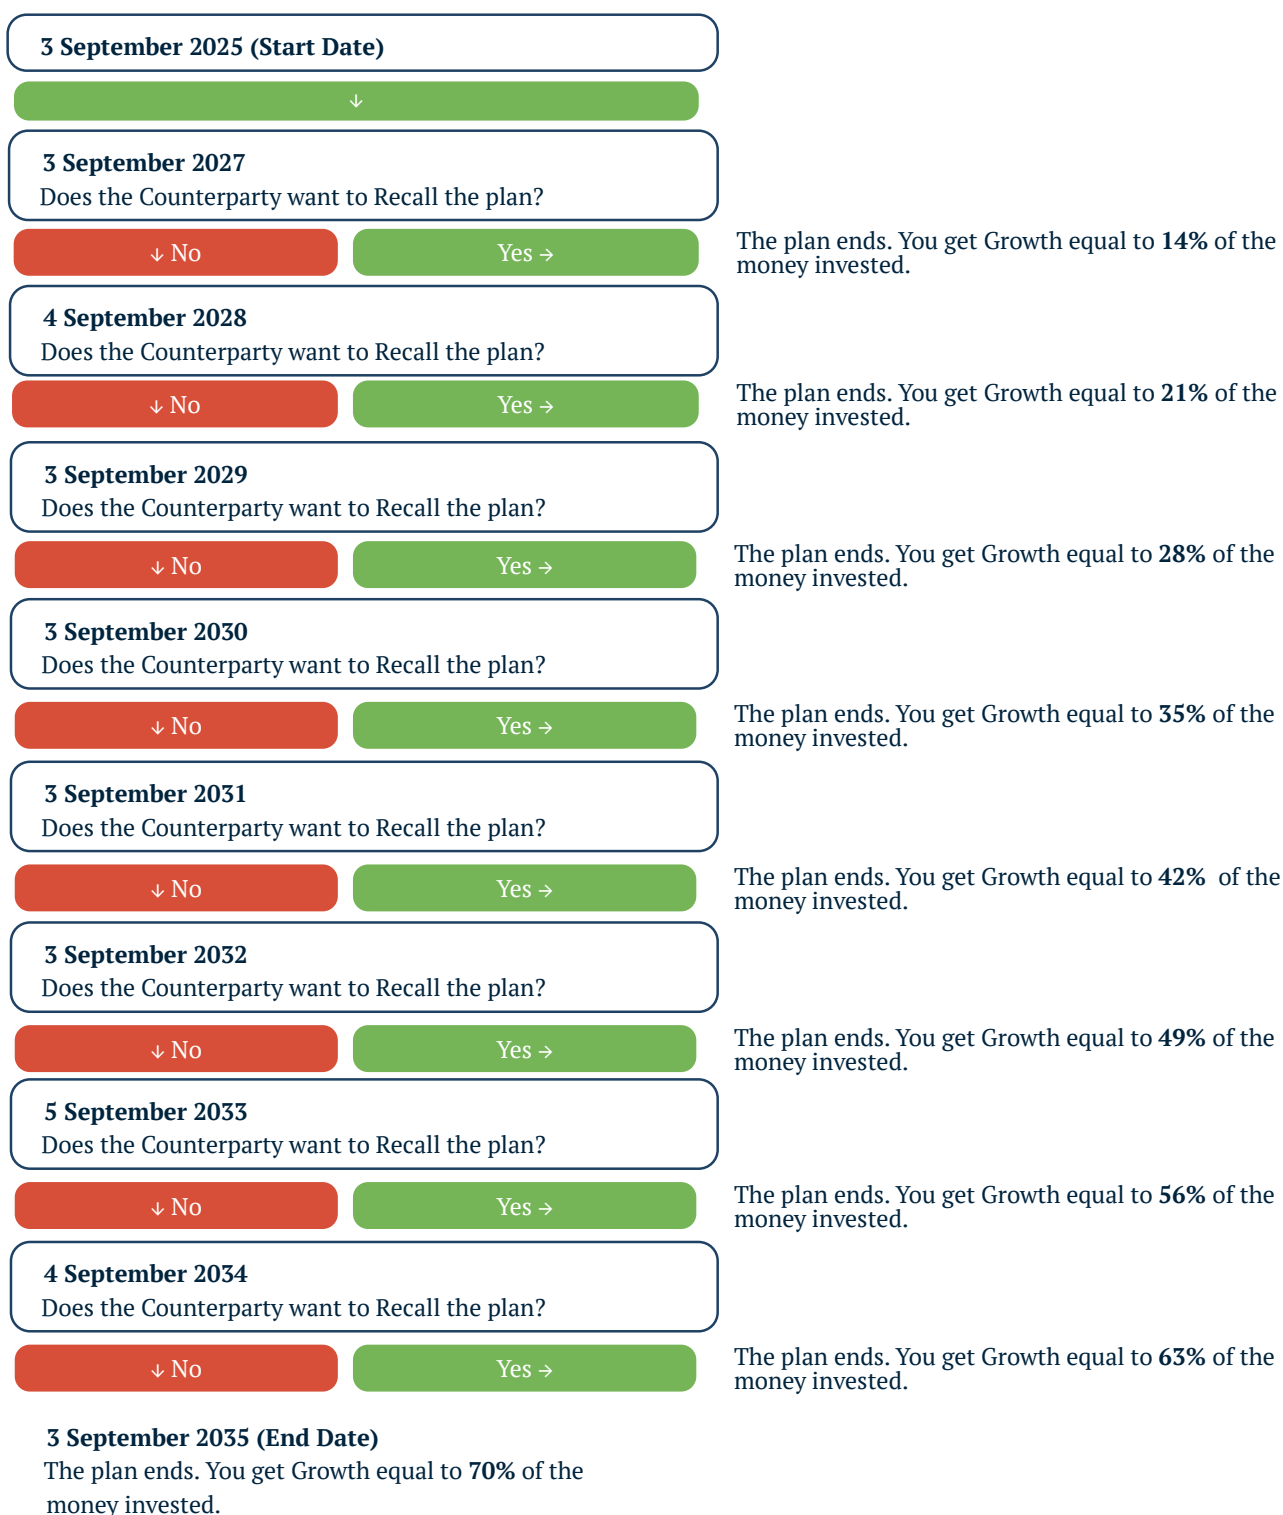 3 September 2025 (Start Date)
↓
3 September 2027
Does the Counterparty want to Recall the plan?
↓ No
Yes →
The plan ends. You get Growth equal to 14% of the
money invested.
4 September 2028
Does the Counterparty want to Recall the plan?
↓ No
Yes →
The plan ends. You get Growth equal to 21% of the
money invested.
3 September 2029
Does the Counterparty want to Recall the plan?
↓ No
Yes →
The plan ends. You get Growth equal to 28% of the
money invested.
3 September 2030
Does the Counterparty want to Recall the plan?
↓ No
Yes →
The plan ends. You get Growth equal to 35% of the
money invested.
3 September 2031
Does the Counterparty want to Recall the plan?
↓ No
Yes →
The plan ends. You get Growth equal to 42% of the
money invested.
3 September 2032
Does the Counterparty want to Recall the plan?
↓ No
Yes →
The plan ends. You get Growth equal to 49% of the
money invested.
5 September 2033
Does the Counterparty want to Recall the plan?
↓ No
Yes →
The plan ends. You get Growth equal to 56% of the
money invested.
4 September 2034
Does the Counterparty want to Recall the plan?
↓ No
Yes →
The plan ends. You get Growth equal to 63% of the
money invested.
3 September 2035 (End Date)
The plan ends. You get Growth equal to 70% of the
money invested.